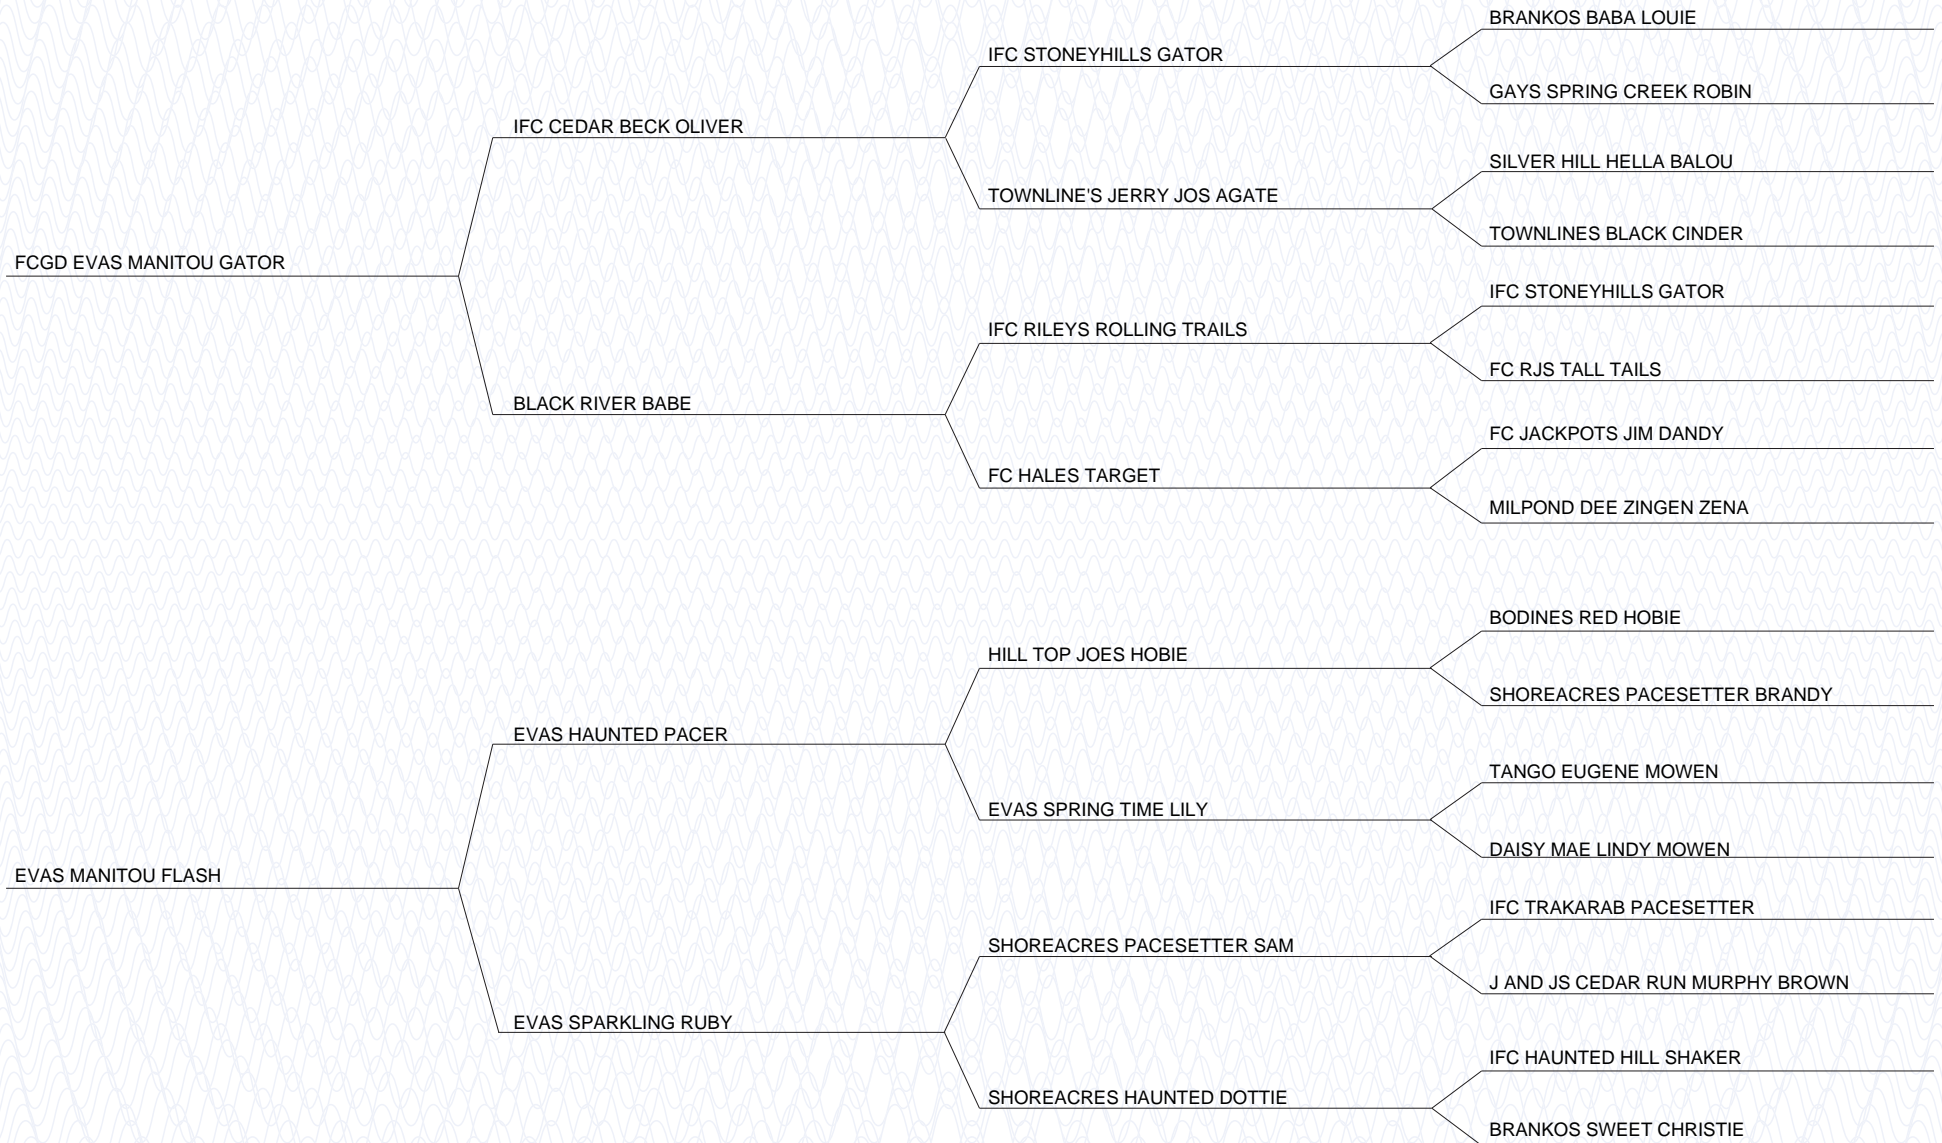 BRANKOS BABA LOUIE
IFC STONEYHILLS GATOR
GAYS SPRING CREEK ROBIN
IFC CEDAR BECK OLIVER
SILVER HILL HELLA BALOU
TOWNLINE'S JERRY JOS AGATE
TOWNLINES BLACK CINDER
FCGD EVAS MANITOU GATOR
IFC STONEYHILLS GATOR
IFC RILEYS ROLLING TRAILS
FC RJS TALL TAILS
BLACK RIVER BABE
FC JACKPOTS JIM DANDY
FC HALES TARGET
MILPOND DEE ZINGEN ZENA
BODINES RED HOBIE
HILL TOP JOES HOBIE
SHOREACRES PACESETTER BRANDY
EVAS HAUNTED PACER
TANGO EUGENE MOWEN
EVAS SPRING TIME LILY
DAISY MAE LINDY MOWEN
EVAS MANITOU FLASH
IFC TRAKARAB PACESETTER
SHOREACRES PACESETTER SAM
J AND JS CEDAR RUN MURPHY BROWN
EVAS SPARKLING RUBY
IFC HAUNTED HILL SHAKER
SHOREACRES HAUNTED DOTTIE
BRANKOS SWEET CHRISTIE